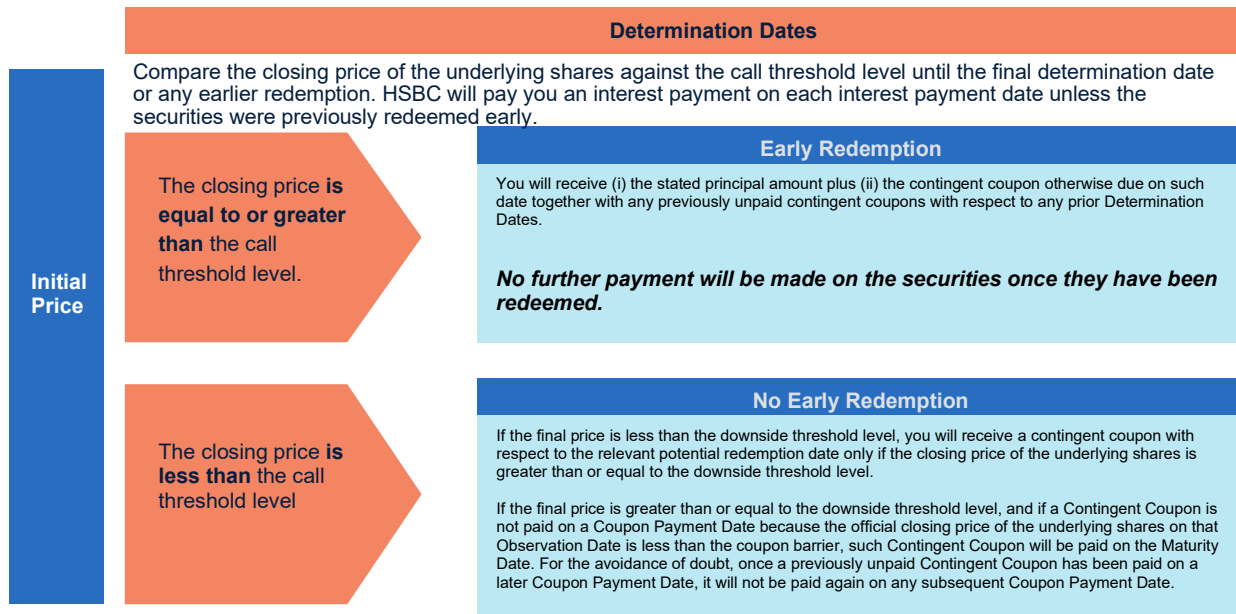 Determination Dates
Compare the closing price of the underlying shares against the call threshold level until the final determination date
or any earlier redemption. HSBC will pay you an interest payment on each interest payment date unless the
securities were previously redeemed early.
Initial
Price
The closing price is
equal to or greater
than the call
threshold level.
Early Redemption
You will receive (i) the stated principal amount plus (ii) the contingent coupon otherwise due on such
date together with any previously unpaid contingent coupons with respect to any prior Determination
Dates.
No further payment will be made on the securities once they have been
redeemed.
The closing price is
less than the call
threshold level
No Early Redemption
If the final price is less than the downside threshold level, you will receive a contingent coupon with
respect to the relevant potential redemption date only if the closing price of the underlying shares is
greater than or equal to the downside threshold level.
If the final price is greater than or equal to the downside threshold level, and if a Contingent Coupon is
not paid on a Coupon Payment Date because the official closing price of the underlying shares on that
Observation Date is less than the coupon barrier, such Contingent Coupon will be paid on the Maturity
Date. For the avoidance of doubt, once a previously unpaid Contingent Coupon has been paid on a
later Coupon Payment Date, it will not be paid again on any subsequent Coupon Payment Date.